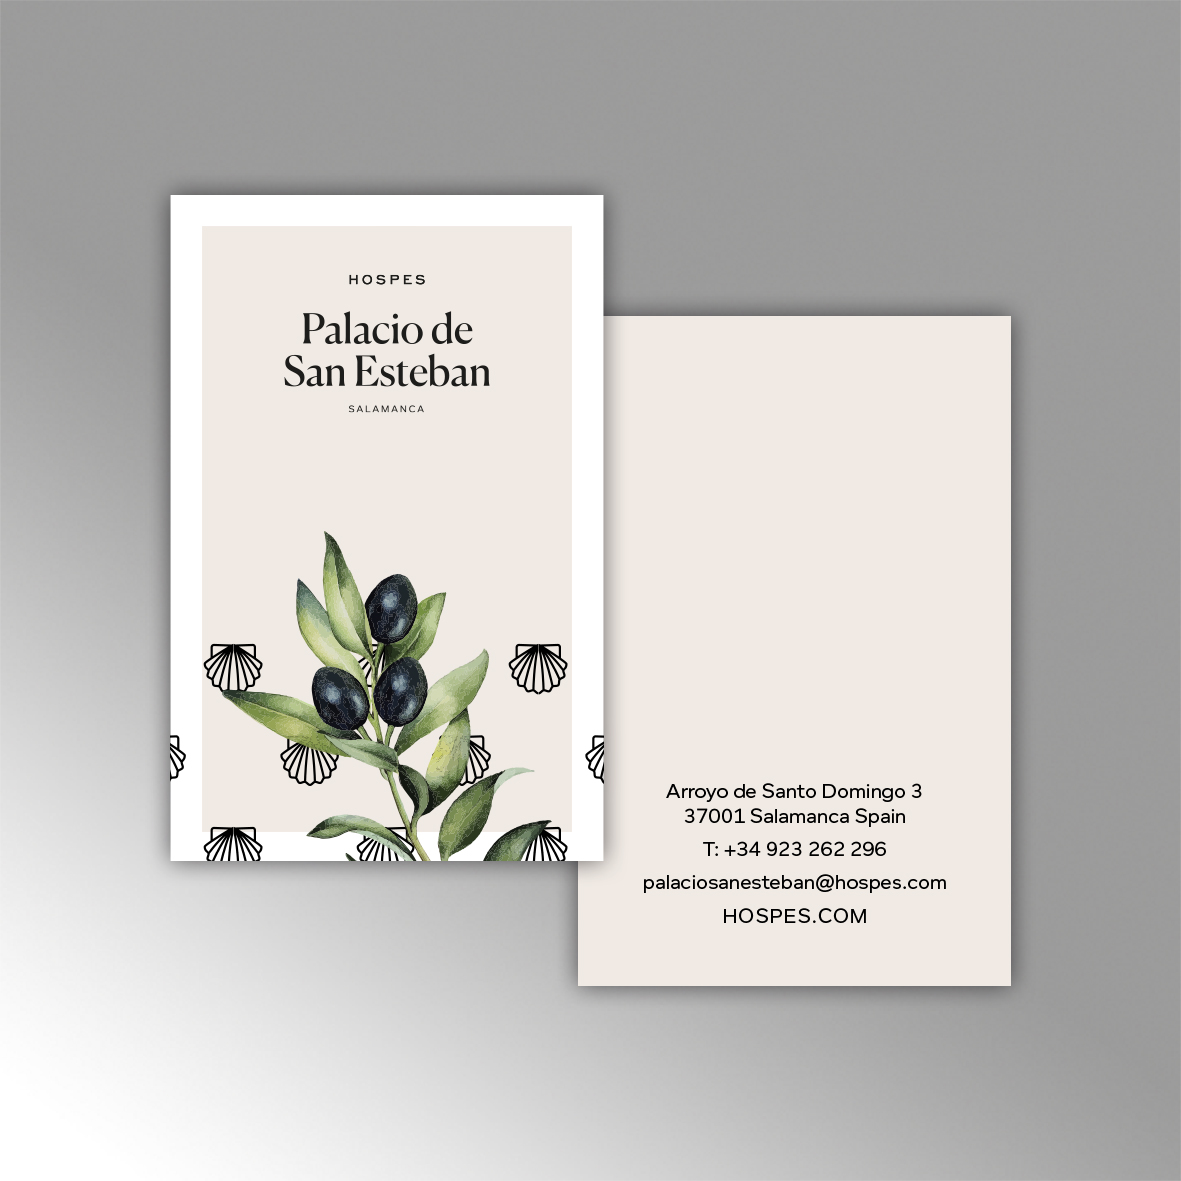 HOSPES
Palacio de
San Esteban
SALAMANCA
Arroyo de Santo Domingo 3
37001 Salamanca Spain
T: +34 923 262 296
palaciosanesteban@hospes.com
HOSPES.COM